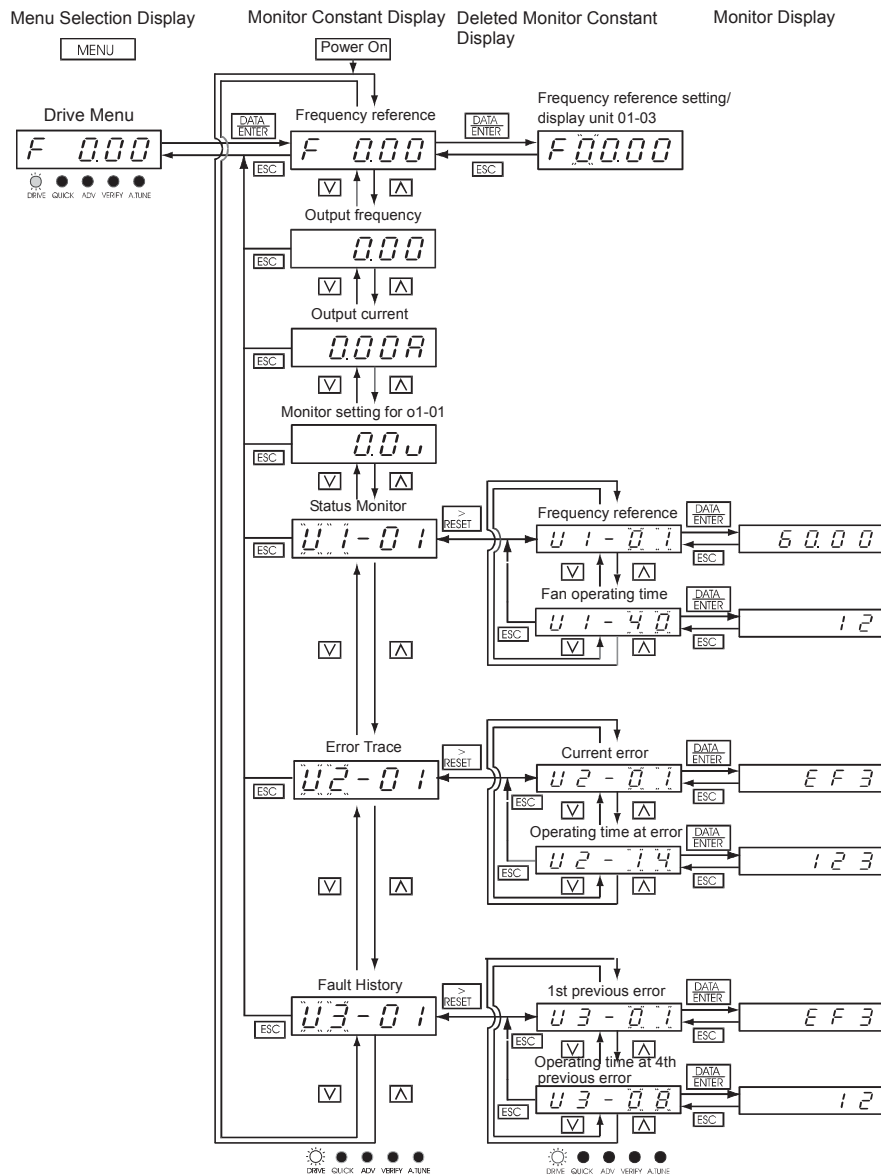 Menu Selection Display
Monitor Constant Display
Deleted Monitor Constant
Display
Monitor Display
MENU
Power On
Drive Menu
DATA
ENTER
Frequency reference
DATA
ENTER
Frequency reference setting/
display unit 01-03
F 0.00
F 0.00
F00.00
ESC
ESC
DRIVE QUICK ADV VERIFY A.TUNE
Output frequency
0.00
ESC
Output current
0.00A
ESC
Monitor setting for o1-01
0.0u
ESC
Status Monitor
U1-01
ESC
>
RESET
Frequency reference
U1-01
DATA
ENTER
ESC
60.00
Fan operating time
U1-40
ESC
DATA
ENTER
ESC
12
Error Trace
U2-01
ESC
>
RESET
Current error
U2-01
DATA
ENTER
ESC
EF3
ESC
Operating time at error
U2-14
DATA
ENTER
ESC
123
Fault History
U3-01
ESC
>
RESET
1st previous error
U3-01
DATA
ENTER
ESC
EF3
ESC
Operating time at 4th
previous error
U3-08
DATA
ENTER
ESC
12
DRIVE QUICK ADV VERIFY A.TUNE
DRIVE QUICK ADV VERIFY A.TUNE